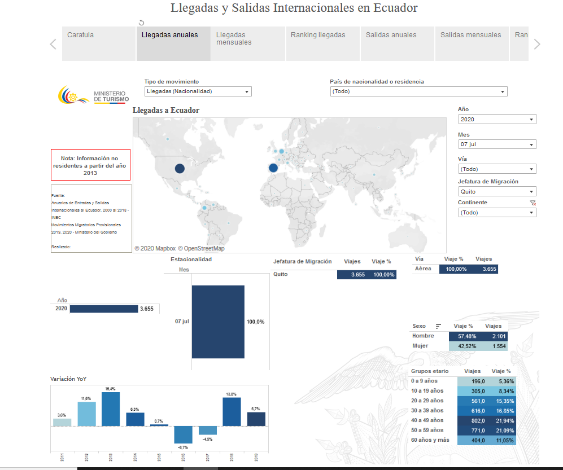 Llegadas y Salidas Internacionales en Ecuador
Caratula
Llegadas anuales
Llegadas mensuales
Ranking llegadas
Salidas anuales
Salidas mensuales
Ran
MINISTERIO
DE TURISMO
Tipo de movimiento
Llegadas (Nacionalidad)
País de nacionalidad o residencia
(Todo)
Llegadas a Ecuador
Año
2020
Mes
07 jul
Vía
(Todo)
Jefatura de Migración
Quito
Continente
(Todo)
Nota: Información no
residentes a partir del año
2013
Fuente:
© 2020 Mapbox © OpenStreetMap
Estacionalidad
Mes
07 jul
100.0%
Jefatura de Migración Viajes Viaje %
Quito 3.655 100,00%
Vía Viaje % Viajes
Aérea 100,00% 3.655
Año
2020 3.655
Sexo Viaje % Viajes
Hombre 57,48% 2.101
Mujer 42,52% 1.554
Grupos etario Viajes Viaje %
0 a 9 años 196,0 5,36%
10 a 19 años 305,0 8,34%
20 a 29 años 561,0 15,35%
30 a 39 años 616,0 16,85%
40 a 49 años 802,0 21,94%
50 a 59 años 771,0 21,09%
60 años y más 404,0 11,05%
Variación YoY